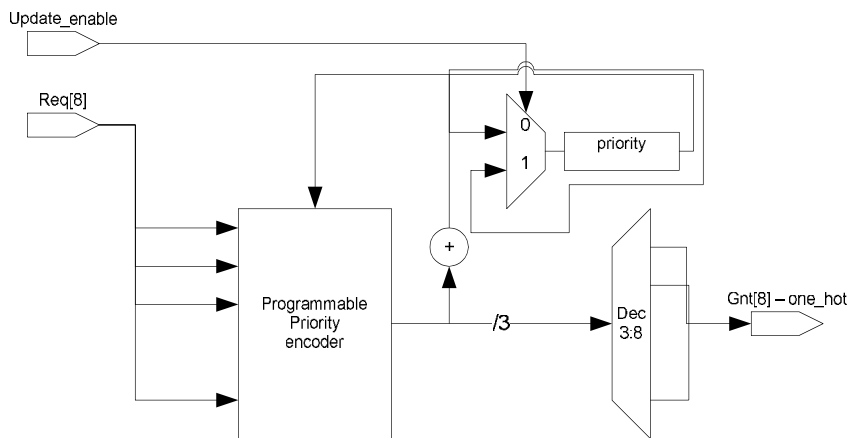 Update_enable
Req[8]
0
1
priority
+
Programmable
Priority
encoder
/3
Dec
3:8
Gnt[8] – one_hot